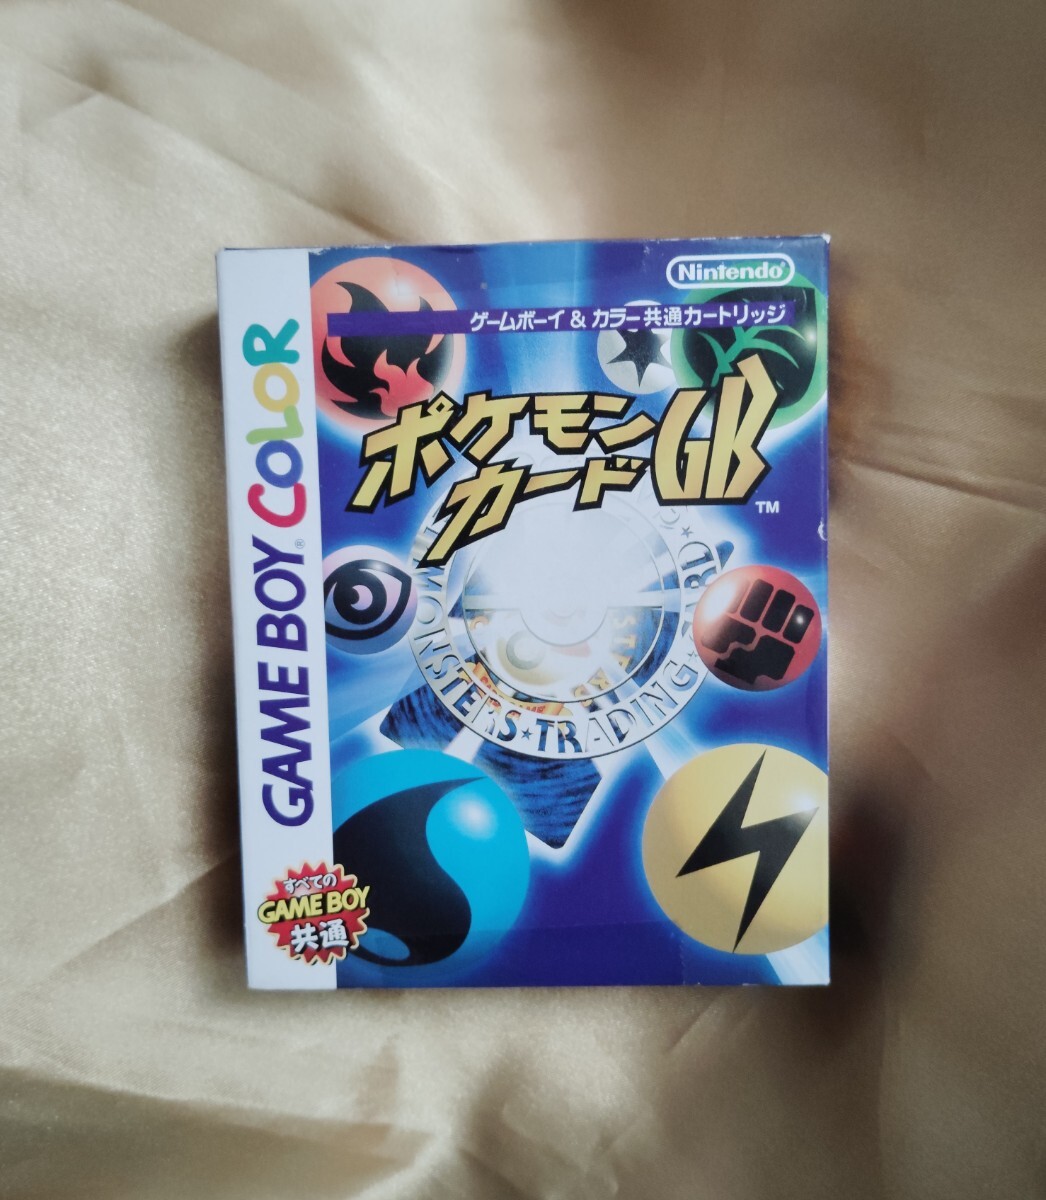 Nintendo®
ゲームボーイ & カラー共通カートリッジ
ポケモン
カードGB
TM
GAME BOY® COLOR
MONSTERS★TRADING★CARD
STA
すべての
GAME BOY
共通